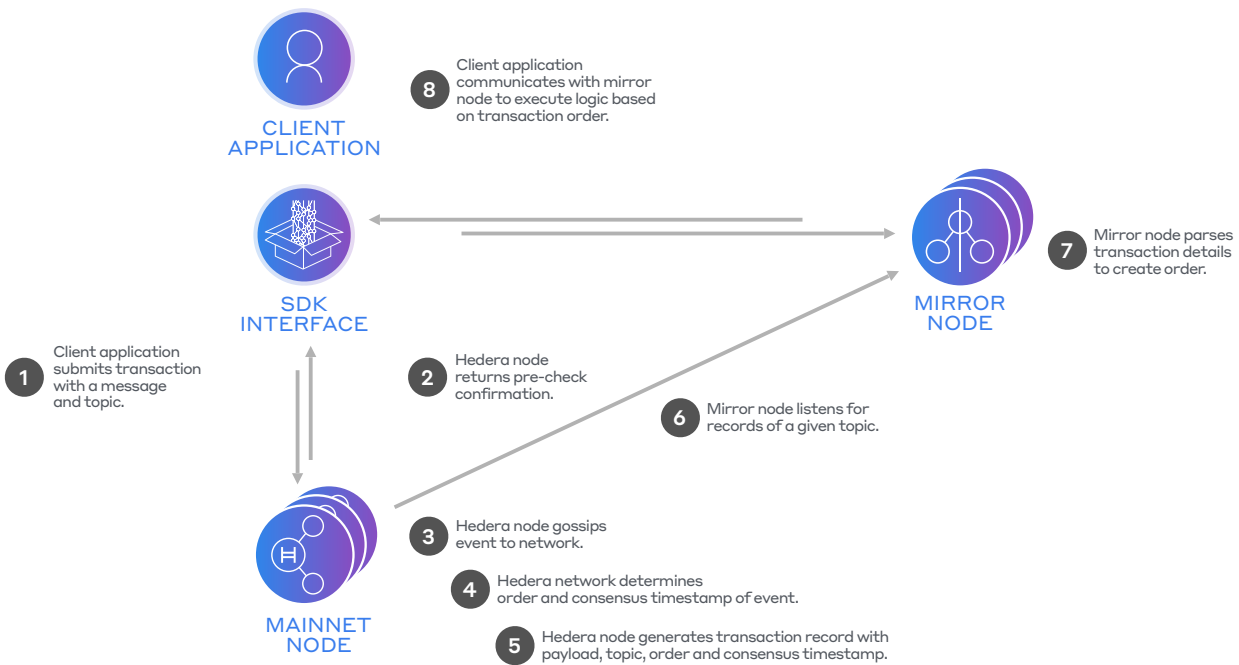 8
Client application
communicates with mirror
node to execute logic based
on transaction order.
CLIENT
APPLICATION
7
Mirror node parses
transaction details
to create order.
SDK
INTERFACE
MIRROR
NODE
1
Client application
submits transaction
with a message
and topic.
2
Hedera node
returns pre-check
confirmation.
6
Mirror node listens for
records of a given topic.
H
3
Hedera node gossips
event to network.
4
Hedera network determines
order and consensus timestamp of event.
MAINNET
NODE
5
Hedera node generates transaction record with
payload, topic, order and consensus timestamp.